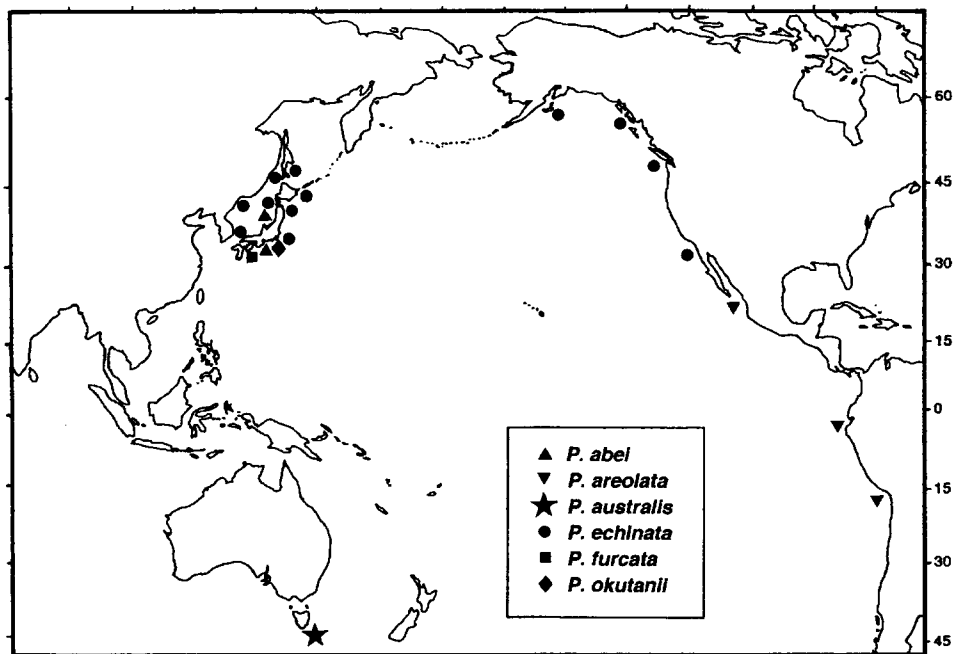 60
45
30
15
0
15
30
45
P. abei
P. areolata
P. australis
P. echinata
P. furcata
P. okutanii